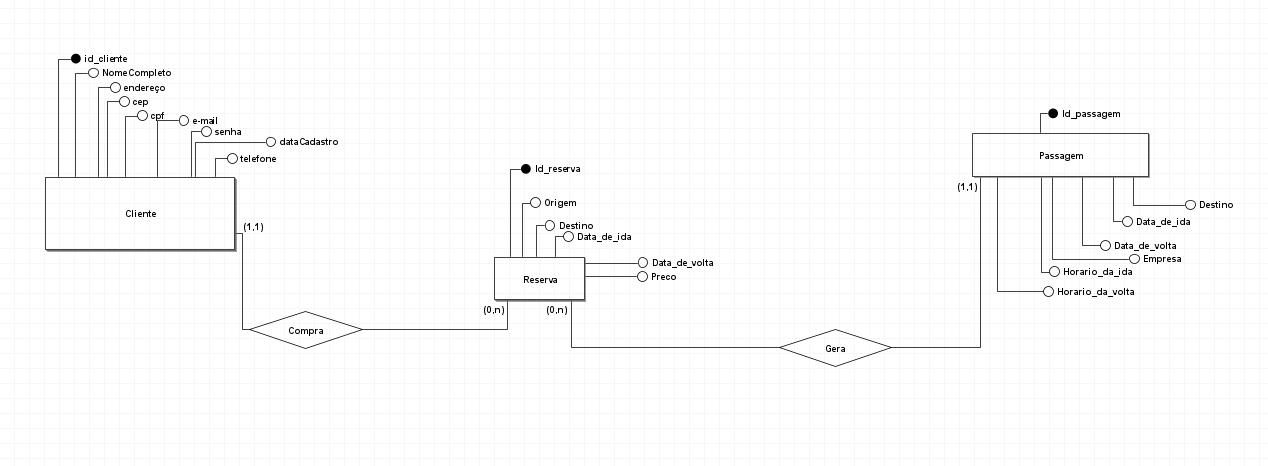 id_cliente
NomeCompleto
endereço
cep
cpf
e-mail
senha
dataCadastro
telefone
Cliente
(1,1)
Compra
Id_reserva
Origem
Destino
Data_de_ida
Data_de_volta
Preco
Reserva
(0,n)
(0,n)
Gera
Id_passagem
Passagem
(1,1)
Destino
Data_de_ida
Data_de_volta
Empresa
Horario_da_ida
Horario_da_volta